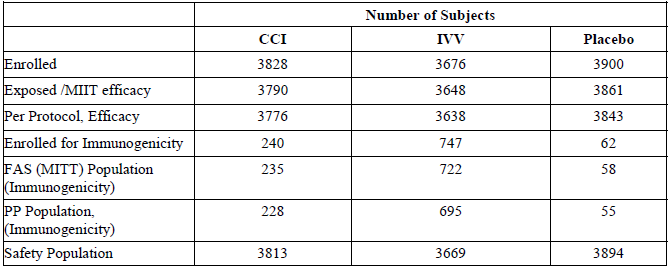 Number of Subjects
CCI IVV Placebo
Enrolled 3828 3676 3900
Exposed /MIIT efficacy 3790 3648 3861
Per Protocol, Efficacy 3776 3638 3843
Enrolled for Immunogenicity 240 747 62
FAS (MITT) Population
(Immunogenicity) 235 722 58
PP Population,
(Immunogenicity) 228 695 55
Safety Population 3813 3669 3894